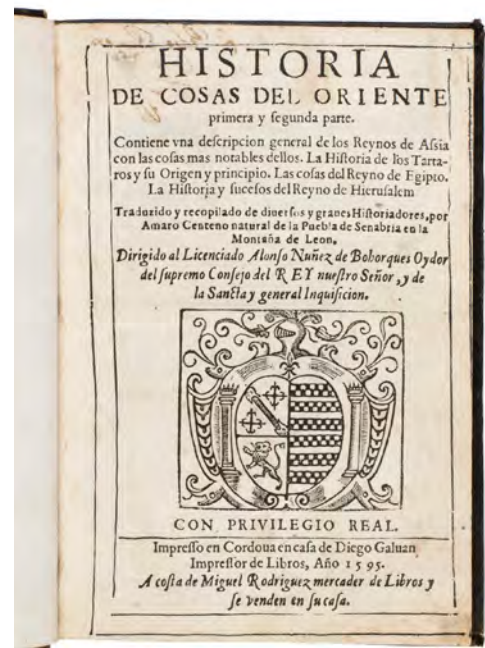 HISTORIA
DE COSAS DEL ORIENTE
primera y ſegunda parte.
Contiene vna deſcripcion general de los Reynos de Aſsia
con las coſas mas notables dellos. La Hiſtoria de los Tarta-
ros y ſu Origen y principio. Las coſas del Reyno de Egipto.
La Hiſtoria y ſuceſos del Reyno de Hieruſalem
Traduzido y recopilado de diuerſos y graues Hiſtoriadores, por
Amaro Centeno natural de la Puebla de Senabria en la
Montaña de Leon.
Dirigido al Licenciado Alonſo Nuñez de Bohorques Oydor
del ſupremo Conſejo del REY nueſtro Señor, y de
la Sancta y general Inquiſicion.
CON PRIVILEGIO REAL.
Impreſſo en Cordoua en caſa de Diego Galuan
Impreſſor de Libros, Año 1595.
A coſta de Miguel Rodriguez mercader de Libros y
ſe venden en ſu caſa.